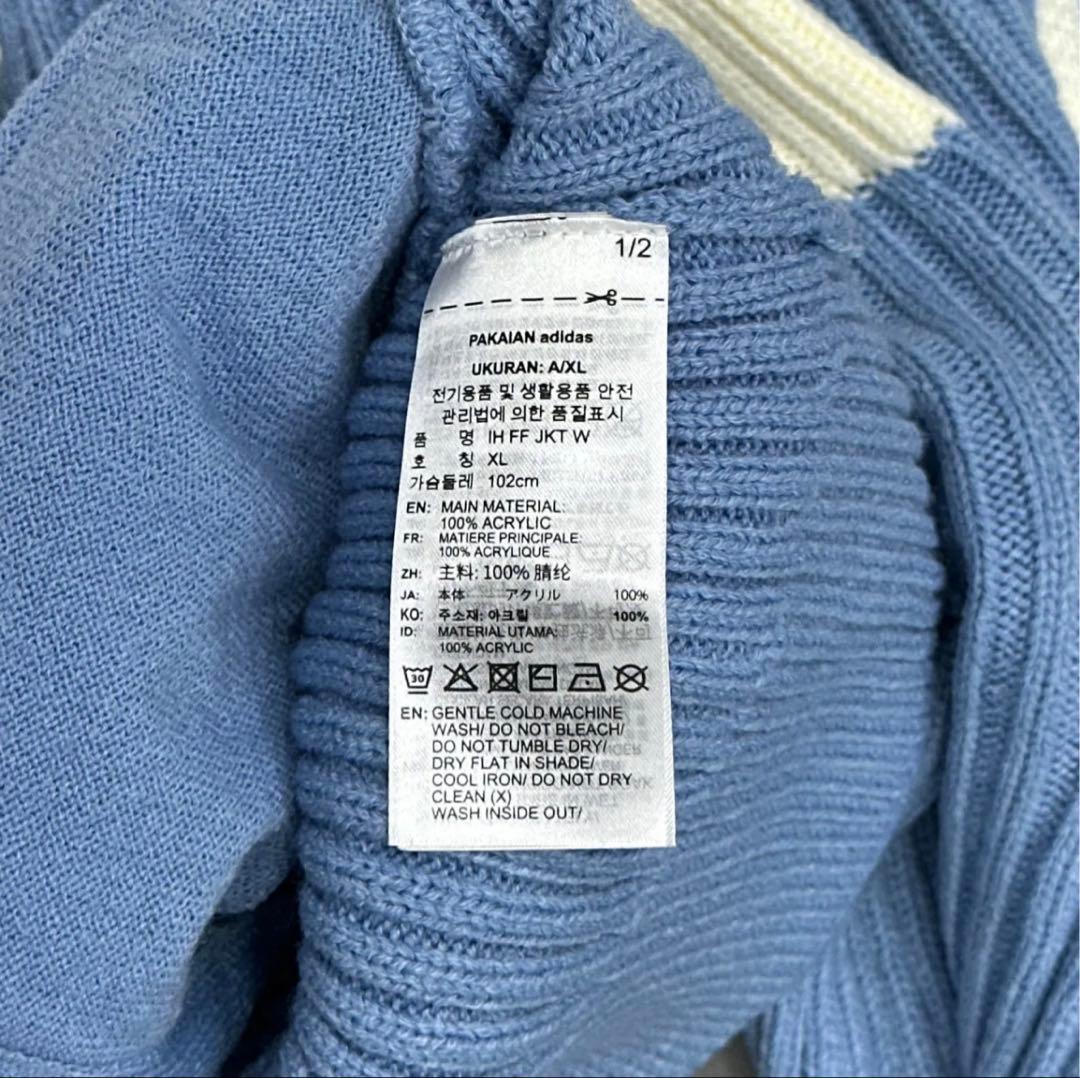 1/2
PAKAIAN adidas
UKURAN: A/XL
전기용품 및 생활용품 안전
관리법에 의한 품질표시
품 명 IH FF JKT W
호 칭 XL
가슴둘레 102cm
EN: MAIN MATERIAL:
100% ACRYLIC
FR: MATIERE PRINCIPALE:
100% ACRYLIQUE
ZH: 主料: 100% 腈纶
JA: 本体 アクリル 100%
KO: 주소재: 아크릴 100%
ID: MATERIAL UTAMA:
100% ACRYLIC
30
EN: GENTLE COLD MACHINE
WASH/ DO NOT BLEACH/
DO NOT TUMBLE DRY/
DRY FLAT IN SHADE/
COOL IRON/ DO NOT DRY
CLEAN (X)
WASH INSIDE OUT/